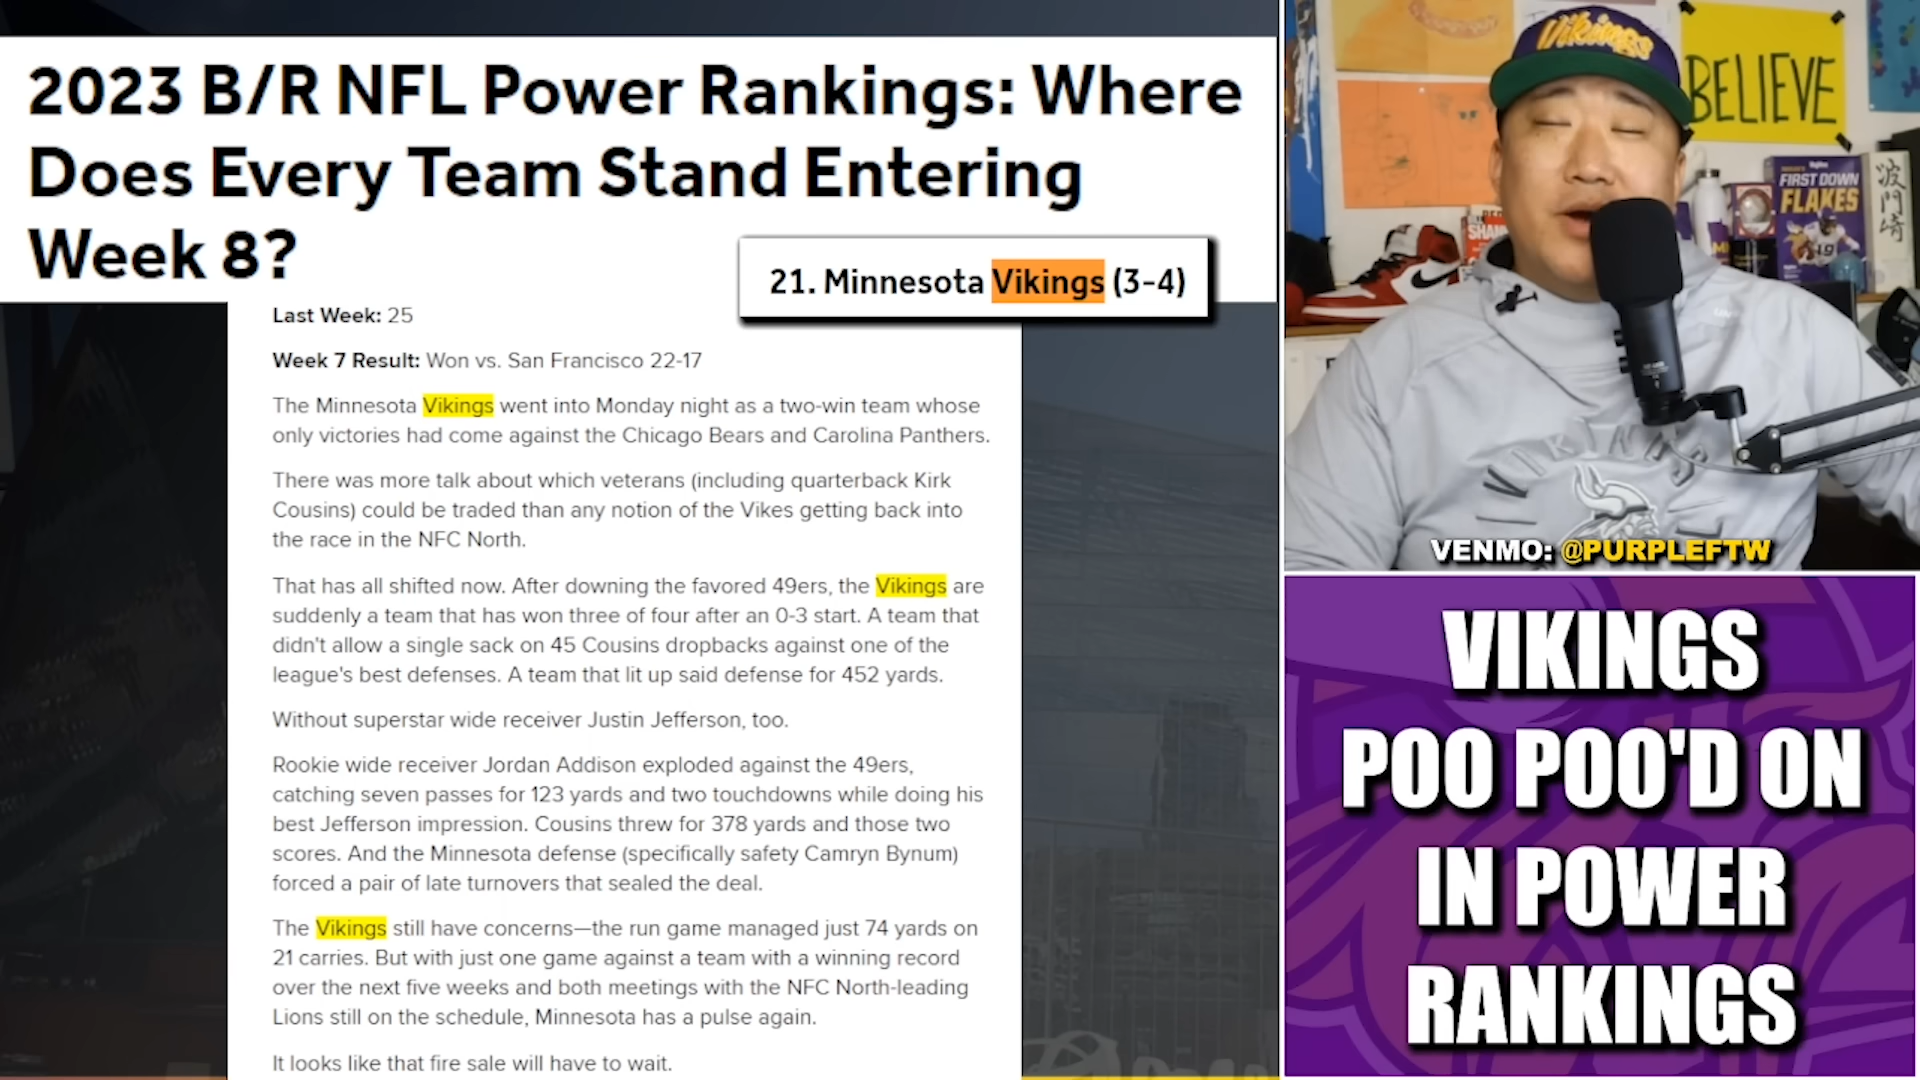 2023 B/R NFL Power Rankings: Where
Does Every Team Stand Entering
Week 8?
21. Minnesota Vikings (3-4)
Last Week: 25
Week 7 Result: Won vs. San Francisco 22-17
The Minnesota Vikings went into Monday night as a two-win team whose
only victories had come against the Chicago Bears and Carolina Panthers.
There was more talk about which veterans (including quarterback Kirk
Cousins) could be traded than any notion of the Vikes getting back into
the race in the NFC North.
That has all shifted now. After downing the favored 49ers, the Vikings are
suddenly a team that has won three of four after an 0-3 start. A team that
didn't allow a single sack on 45 Cousins dropbacks against one of the
league's best defenses. A team that lit up said defense for 452 yards.
Without superstar wide receiver Justin Jefferson, too.
Rookie wide receiver Jordan Addison exploded against the 49ers,
catching seven passes for 123 yards and two touchdowns while doing his
best Jefferson impression. Cousins threw for 378 yards and those two
scores. And the Minnesota defense (specifically safety Camryn Bynum)
forced a pair of late turnovers that sealed the deal.
The Vikings still have concerns—the run game managed just 74 yards on
21 carries. But with just one game against a team with a winning record
over the next five weeks and both meetings with the NFC North-leading
Lions still on the schedule, Minnesota has a pulse again.
It looks like that fire sale will have to wait.
Vikings
BELIEVE
FIRST DOWN
FLAKES
19
波
門
崎
VIKINGS
VENMO: @PURPLEFTW
VIKINGS
POO POO'D ON
IN POWER
RANKINGS